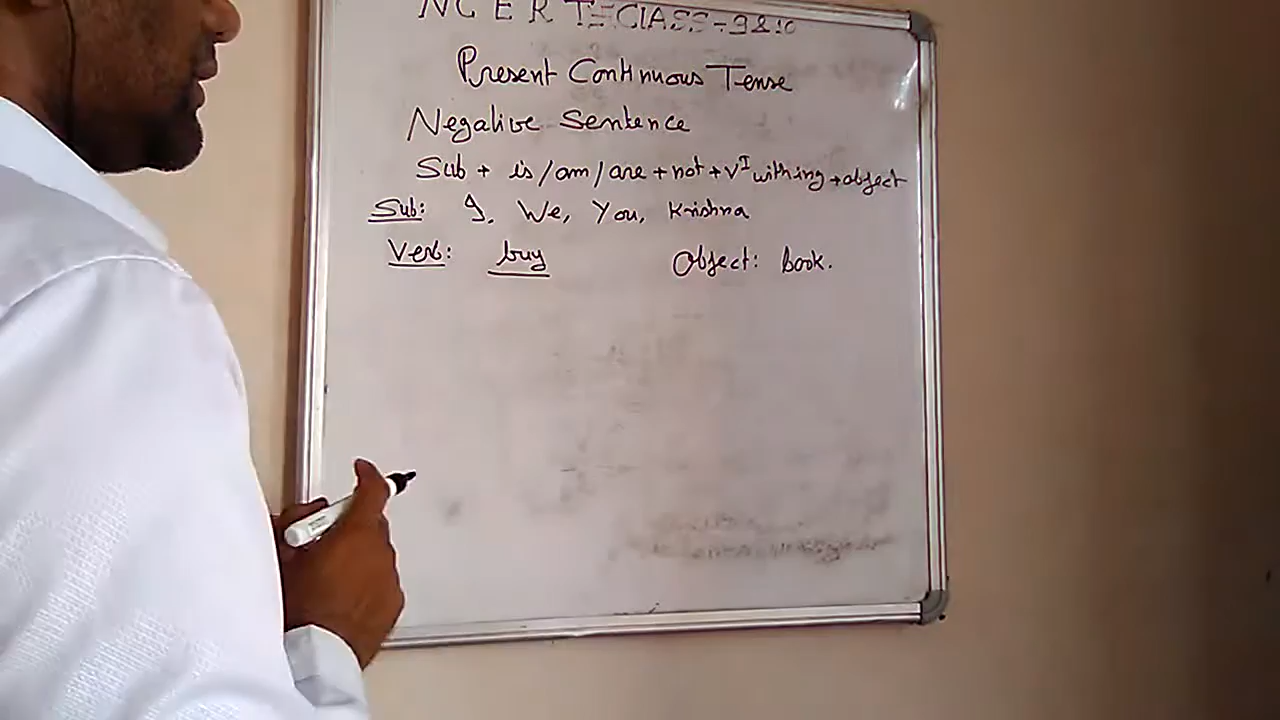 NCERT CLASS-9&10
Present Continuous Tense
Negative Sentence
Sub + is/am/are + not + V^I with ing + object
Sub: I, We, You, Krishna
Verb: buy Object: book.